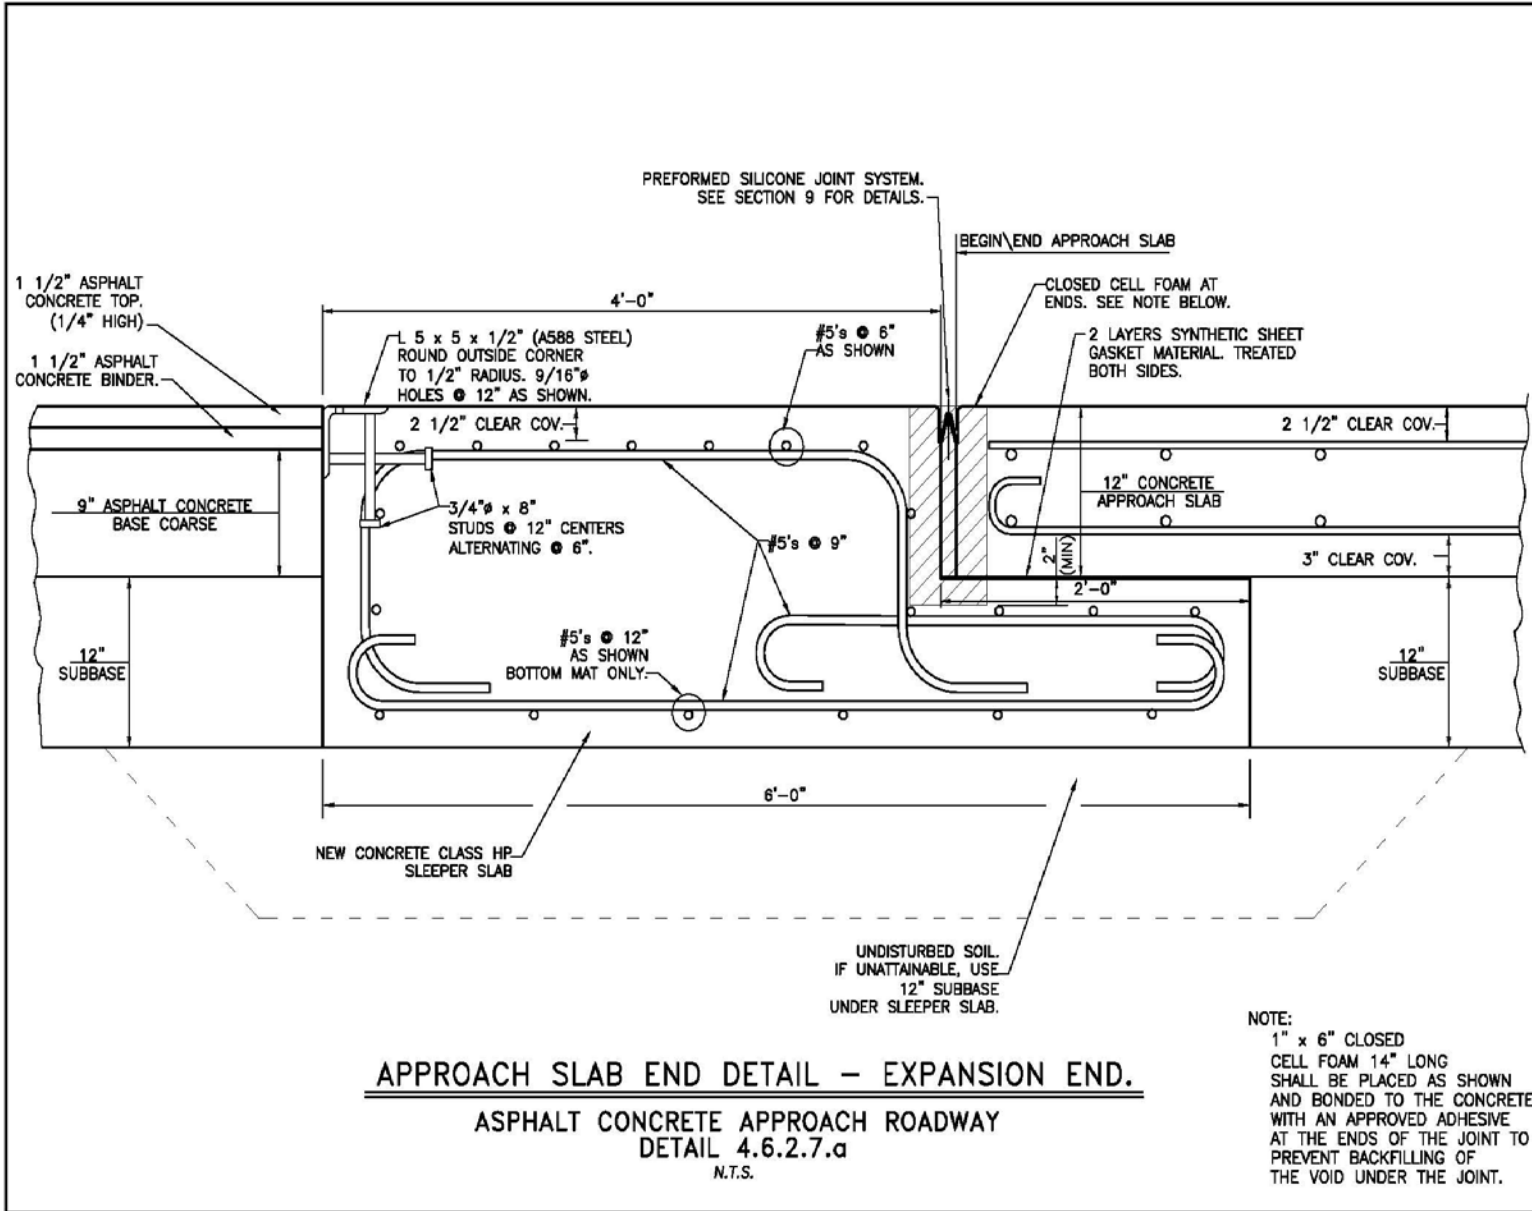 PREFORMED SILICONE JOINT SYSTEM.
SEE SECTION 9 FOR DETAILS.
BEGIN\END APPROACH SLAB
1 1/2" ASPHALT
CONCRETE TOP.
(1/4" HIGH)
1 1/2" ASPHALT
CONCRETE BINDER.
4'-0"
CLOSED CELL FOAM AT
ENDS. SEE NOTE BELOW.
L 5 x 5 x 1/2" (A588 STEEL)
ROUND OUTSIDE CORNER
TO 1/2" RADIUS. 9/16"ø
HOLES @ 12" AS SHOWN.
#5's @ 6"
AS SHOWN
2 LAYERS SYNTHETIC SHEET
GASKET MATERIAL. TREATED
BOTH SIDES.
2 1/2" CLEAR COV.
2 1/2" CLEAR COV.
9" ASPHALT CONCRETE
BASE COARSE
3/4"ø x 8"
STUDS @ 12" CENTERS
ALTERNATING @ 6".
#5's @ 9"
12" CONCRETE
APPROACH SLAB
2"
(MIN)
3" CLEAR COV.
2'-0"
12"
SUBBASE
#5's @ 12"
AS SHOWN
BOTTOM MAT ONLY.
12"
SUBBASE
6'-0"
NEW CONCRETE CLASS HP
SLEEPER SLAB
UNDISTURBED SOIL.
IF UNATTAINABLE, USE
12" SUBBASE
UNDER SLEEPER SLAB.
APPROACH SLAB END DETAIL – EXPANSION END.
ASPHALT CONCRETE APPROACH ROADWAY
DETAIL 4.6.2.7.a
N.T.S.
NOTE:
1" x 6" CLOSED
CELL FOAM 14" LONG
SHALL BE PLACED AS SHOWN
AND BONDED TO THE CONCRETE
WITH AN APPROVED ADHESIVE
AT THE ENDS OF THE JOINT TO
PREVENT BACKFILLING OF
THE VOID UNDER THE JOINT.